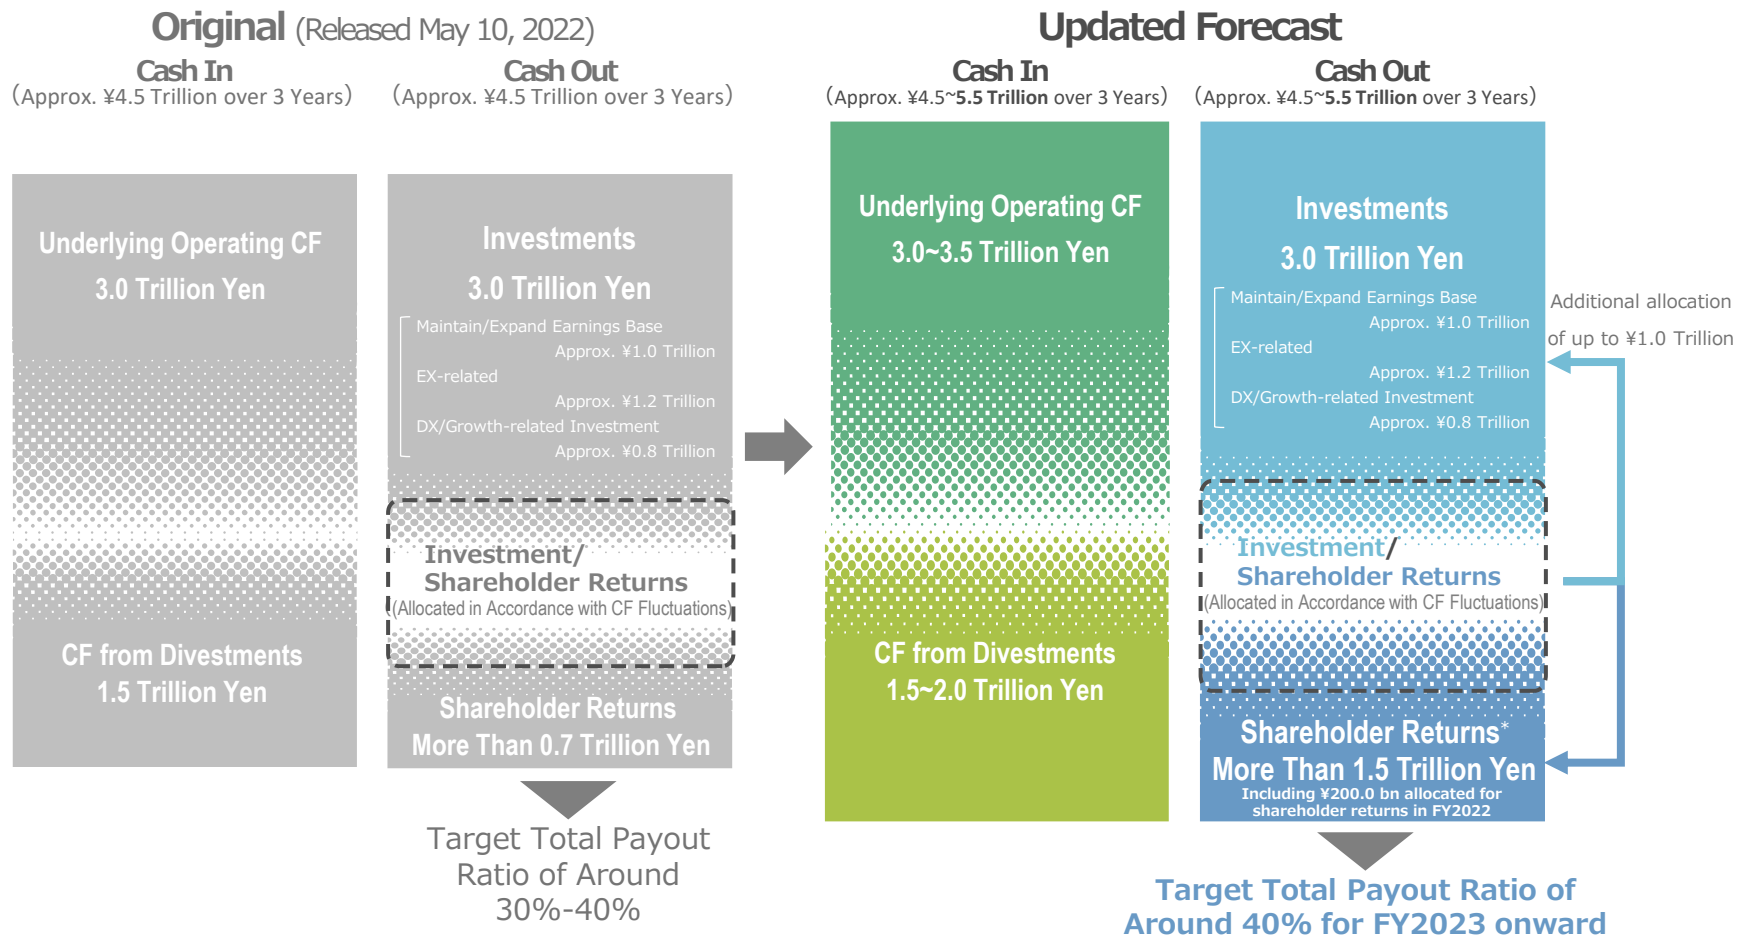 Original (Released May 10, 2022)
Cash In
(Approx. ¥4.5 Trillion over 3 Years)
Underlying Operating CF
3.0 Trillion Yen
CF from Divestments
1.5 Trillion Yen
Cash Out
(Approx. ¥4.5 Trillion over 3 Years)
Investments
3.0 Trillion Yen
Maintain/Expand Earnings Base
Approx. ¥1.0 Trillion
EX-related
Approx. ¥1.2 Trillion
DX/Growth-related Investment
Approx. ¥0.8 Trillion
Investment/
Shareholder Returns
(Allocated in Accordance with CF Fluctuations)
Shareholder Returns
More Than 0.7 Trillion Yen
Target Total Payout
Ratio of Around
30%-40%
Updated Forecast
Cash In
(Approx. ¥4.5~5.5 Trillion over 3 Years)
Underlying Operating CF
3.0~3.5 Trillion Yen
CF from Divestments
1.5~2.0 Trillion Yen
Cash Out
(Approx. ¥4.5~5.5 Trillion over 3 Years)
Investments
3.0 Trillion Yen
Maintain/Expand Earnings Base
Approx. ¥1.0 Trillion
EX-related
Approx. ¥1.2 Trillion
DX/Growth-related Investment
Approx. ¥0.8 Trillion
Investment/
Shareholder Returns
(Allocated in Accordance with CF Fluctuations)
Shareholder Returns*
More Than 1.5 Trillion Yen
Including ¥200.0 bn allocated for
shareholder returns in FY2022
Additional allocation
of up to ¥1.0 Trillion
Target Total Payout Ratio of
Around 40% for FY2023 onward